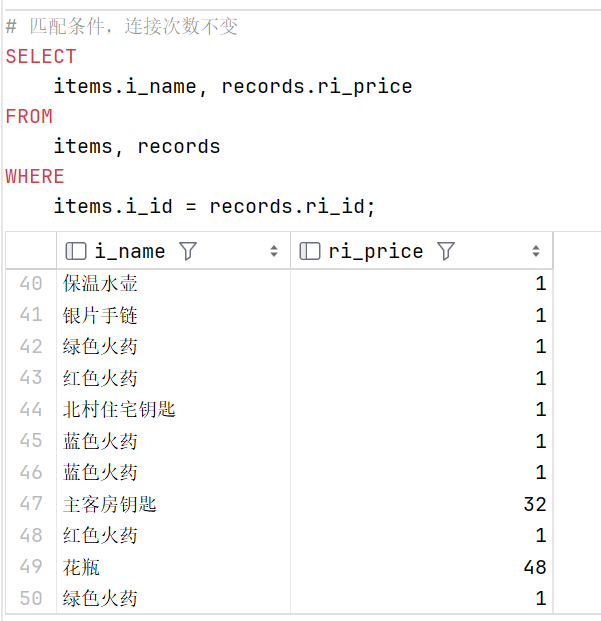 # 匹配条件，连接次数不变
SELECT
items.i_name, records.ri_price
FROM
items, records
WHERE
items.i_id = records.ri_id;
i_name ri_price
40 保温水壶 1
41 银片手链 1
42 绿色火药 1
43 红色火药 1
44 北村住宅钥匙 1
45 蓝色火药 1
46 蓝色火药 1
47 主客房钥匙 32
48 红色火药 1
49 花瓶 48
50 绿色火药 1